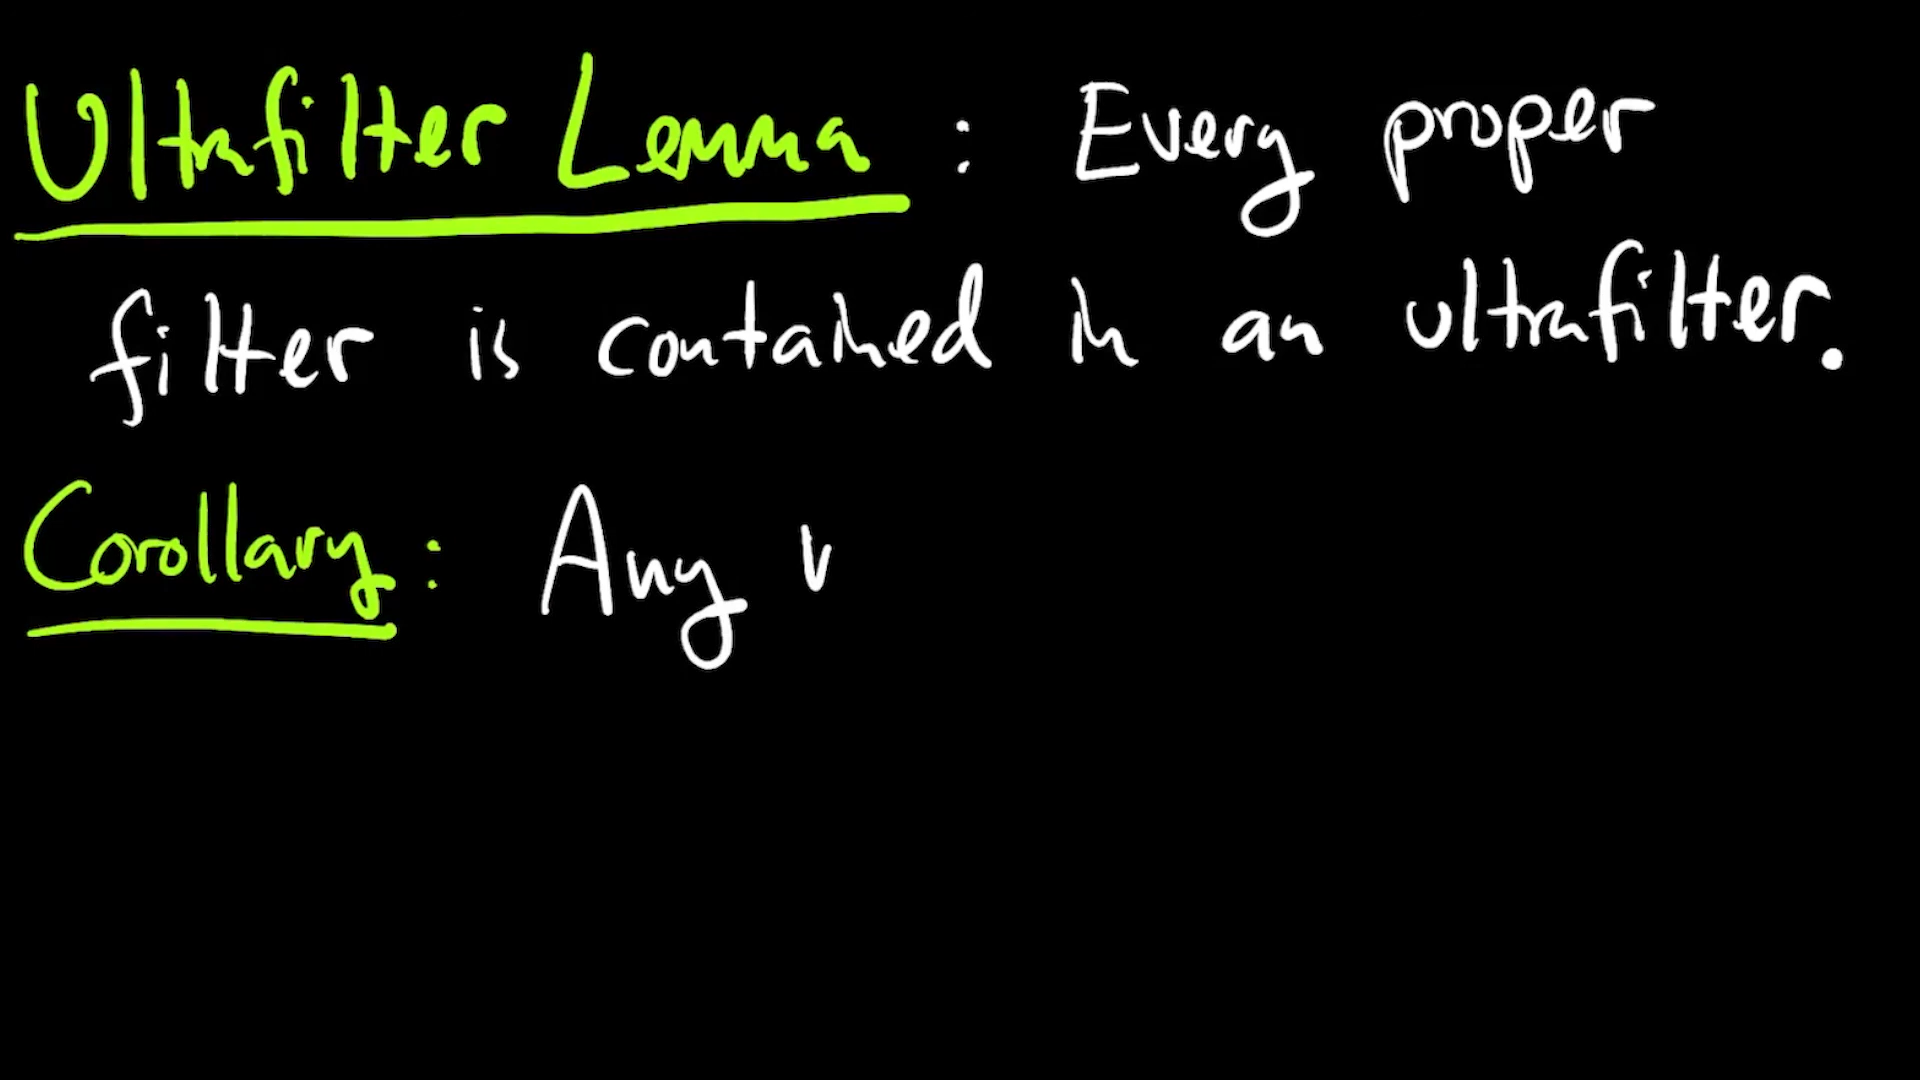 Ultrafilter Lemma : Every proper
filter is contained in an ultrafilter.
Corollary : Any